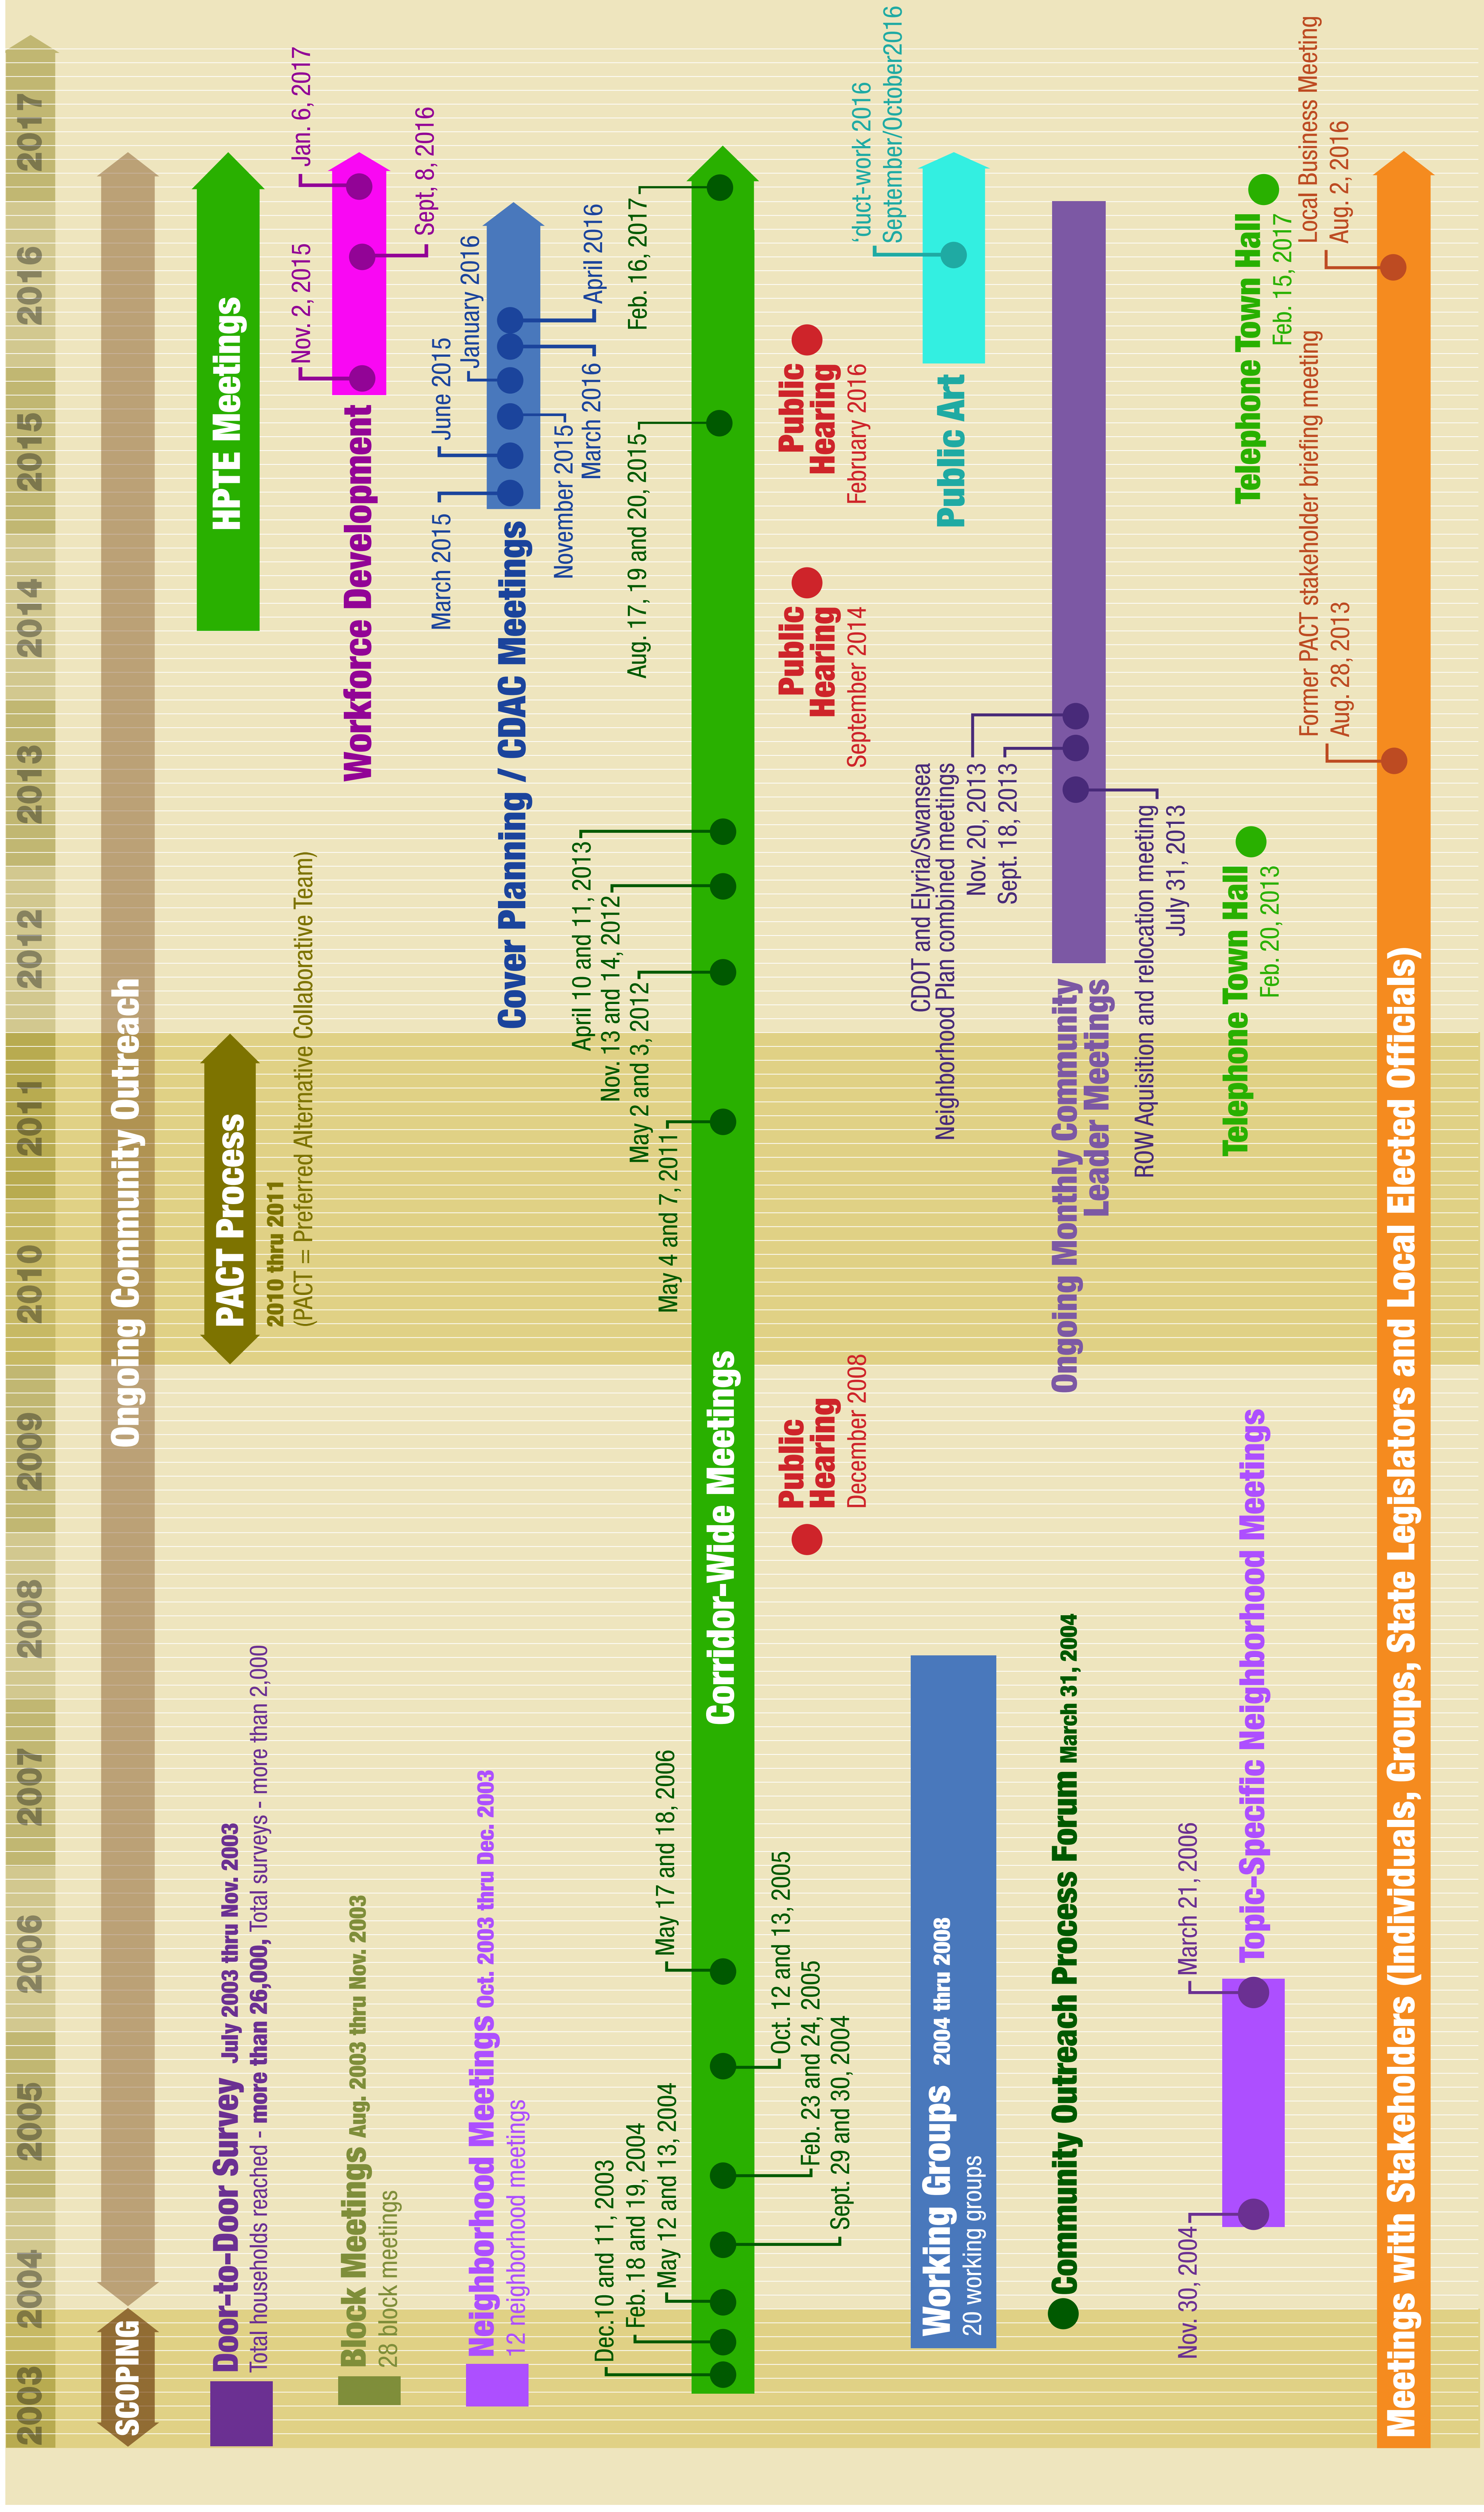 2003 2004 2005 2006 2007 2008 2009 2010 2011 2012 2013 2014 2015 2016 2017
SCOPING
Ongoing Community Outreach
Door-to-Door Survey July 2003 thru Nov. 2003
Total households reached - more than 26,000, Total surveys - more than 2,000
PACT Process
2010 thru 2011
(PACT = Preferred Alternative Collaborative Team)
HPTE Meetings
Block Meetings Aug. 2003 thru Nov. 2003
28 block meetings
Workforce Development
Nov. 2, 2015
Jan. 6, 2017
Sept, 8, 2016
Neighborhood Meetings Oct. 2003 thru Dec. 2003
12 neighborhood meetings
Cover Planning / CDAC Meetings
March 2015
June 2015
January 2016
November 2015
March 2016
April 2016
Dec.10 and 11, 2003
Feb. 18 and 19, 2004
May 12 and 13, 2004
May 17 and 18, 2006
April 10 and 11, 2013
Nov. 13 and 14, 2012
May 2 and 3, 2012
May 4 and 7, 2011
Aug. 17, 19 and 20, 2015
Feb. 16, 2017
Corridor-Wide Meetings
Oct. 12 and 13, 2005
Feb. 23 and 24, 2005
Sept. 29 and 30, 2004
Public
Hearing
December 2008
Public
Hearing
September 2014
Public
Hearing
February 2016
Working Groups 2004 thru 2008
20 working groups
Public Art
‘duct-work 2016
September/October2016
Community Outreach Process Forum March 31, 2004
Ongoing Monthly Community
Leader Meetings
CDOT and Elyria/Swansea
Neighborhood Plan combined meetings
Nov. 20, 2013
Sept. 18, 2013
ROW Aquisition and relocation meeting
July 31, 2013
Nov. 30, 2004
March 21, 2006
Topic-Specific Neighborhood Meetings
Telephone Town Hall
Feb. 20, 2013
Telephone Town Hall
Feb. 15, 2017
Former PACT stakeholder briefing meeting
Aug. 28, 2013
Local Business Meeting
Aug. 2, 2016
Meetings with Stakeholders (Individuals, Groups, State Legislators and Local Elected Officials)